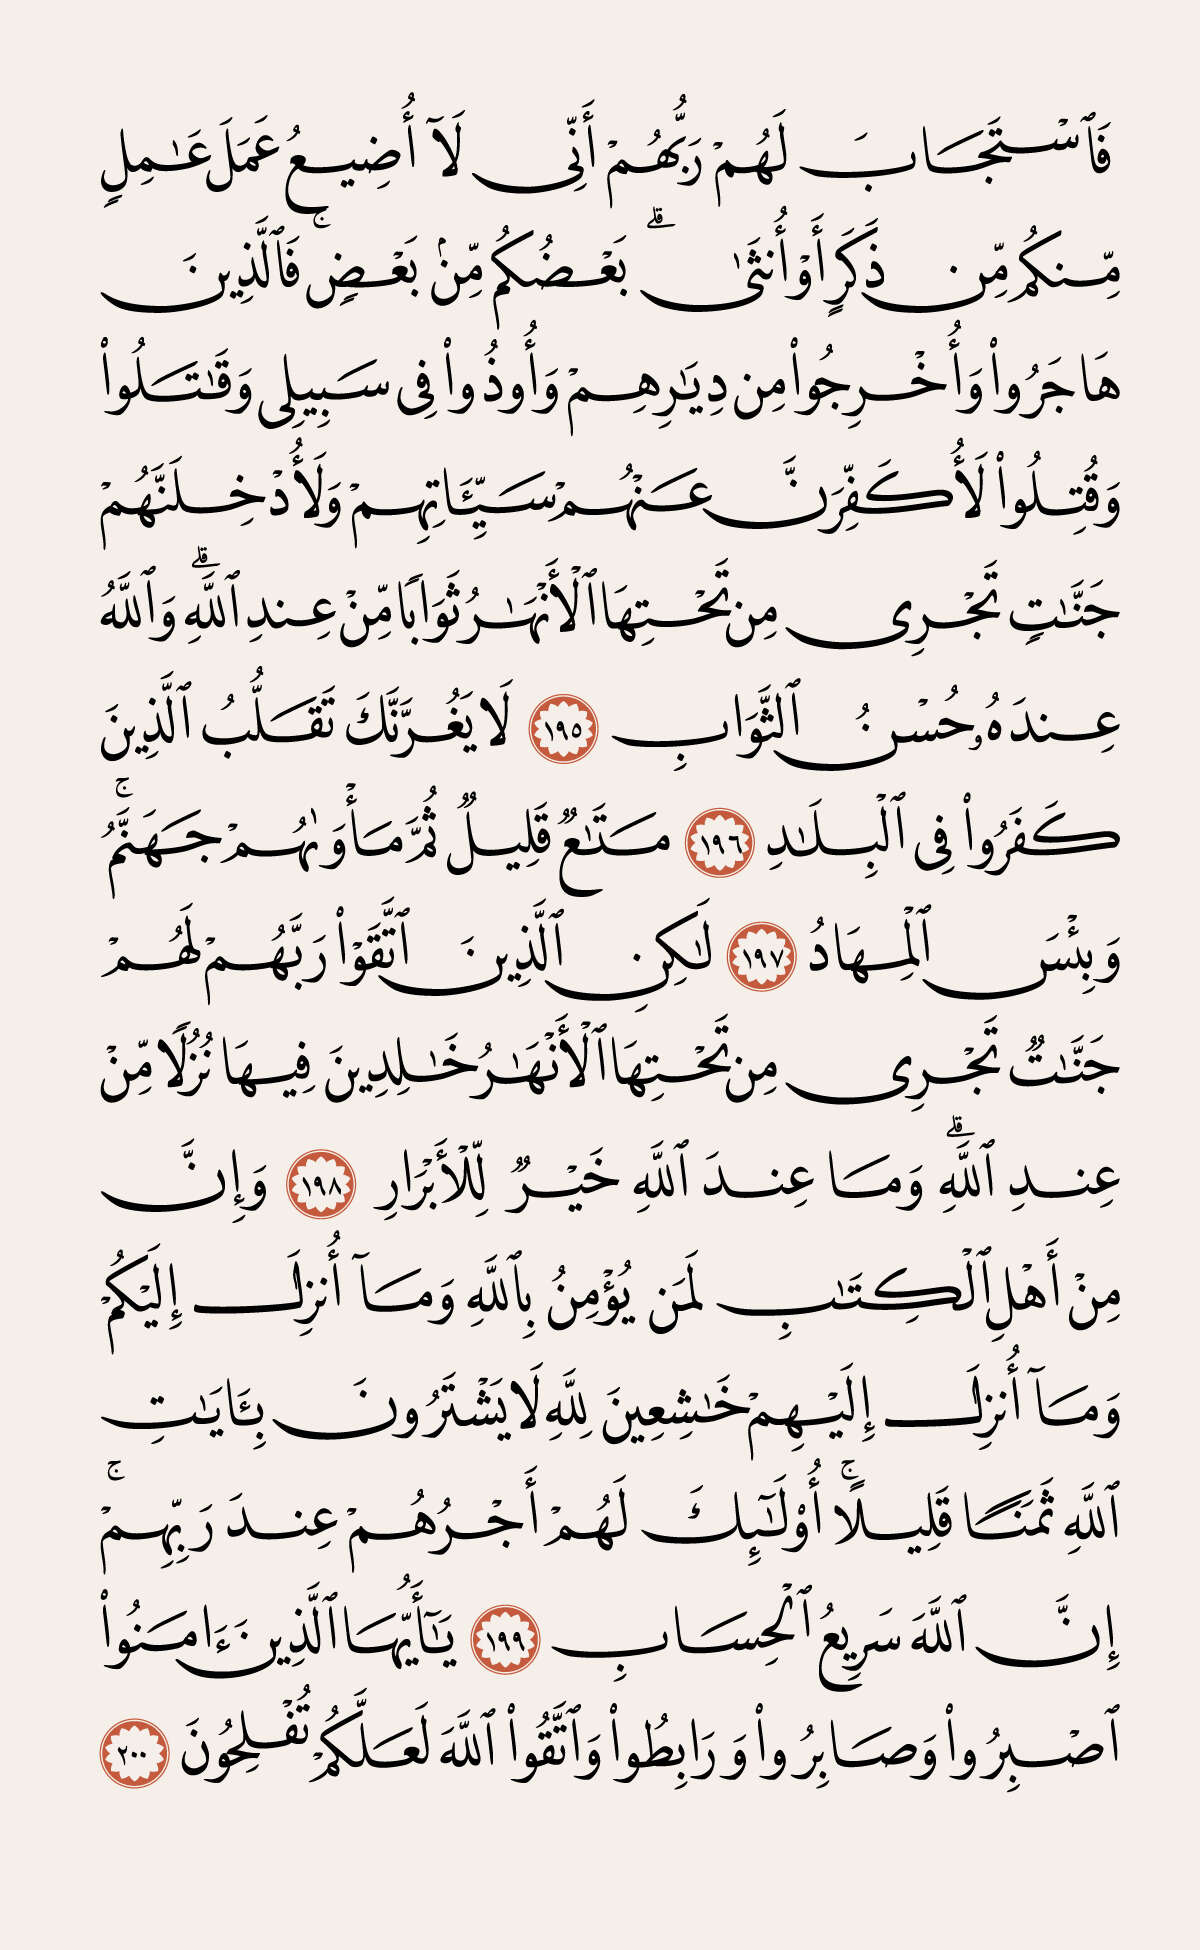 فَٱسْتَجَابَ لَهُمْ رَبُّهُمْ أَنِّى لَآ أُضِيعُ عَمَلَ عَـٰمِلٍ
مِّنكُم مِّن ذَكَرٍ أَوْ أُنثَىٰ ۖ بَعْضُكُم مِّنۢ بَعْضٍ ۖ فَٱلَّذِينَ
هَاجَرُوا۟ وَأُخْرِجُوا۟ مِن دِيَـٰرِهِمْ وَأُوذُوا۟ فِى سَبِيلِى وَقَـٰتَلُوا۟
وَقُتِلُوا۟ لَأُكَفِّرَنَّ عَنْهُمْ سَيِّـَٔاتِهِمْ وَلَأُدْخِلَنَّهُمْ
جَنَّـٰتٍ تَجْرِى مِن تَحْتِهَا ٱلْأَنْهَـٰرُ ثَوَابًا مِّنْ عِندِ ٱللَّهِ ۗ وَٱللَّهُ
عِندَهُۥ حُسْنُ ٱلثَّوَابِ ١٩٥ لَا يَغُرَّنَّكَ تَقَلُّبُ ٱلَّذِينَ
كَفَرُوا۟ فِى ٱلْبِلَـٰدِ ١٩٦ مَتَـٰعٌ قَلِيلٌ ثُمَّ مَأْوَىٰهُمْ جَهَنَّمُ ۚ
وَبِئْسَ ٱلْمِهَادُ ١٩٧ لَـٰكِنِ ٱلَّذِينَ ٱتَّقَوْا۟ رَبَّهُمْ لَهُمْ
جَنَّـٰتٌ تَجْرِى مِن تَحْتِهَا ٱلْأَنْهَـٰرُ خَـٰلِدِينَ فِيهَا نُزُلًا مِّنْ
عِندِ ٱللَّهِ ۗ وَمَا عِندَ ٱللَّهِ خَيْرٌ لِّلْأَبْرَارِ ١٩٨ وَإِنَّ
مِنْ أَهْلِ ٱلْكِتَـٰبِ لَمَن يُؤْمِنُ بِٱللَّهِ وَمَآ أُنزِلَ إِلَيْكُمْ
وَمَآ أُنزِلَ إِلَيْهِمْ خَـٰشِعِينَ لِلَّهِ لَا يَشْتَرُونَ بِـَٔايَـٰتِ
ٱللَّهِ ثَمَنًا قَلِيلًا ۚ أُو۟لَـٰٓئِكَ لَهُمْ أَجْرُهُمْ عِندَ رَبِّهِمْ ۚ
إِنَّ ٱللَّهَ سَرِيعُ ٱلْحِسَابِ ١٩٩ يَـٰٓأَيُّهَا ٱلَّذِينَ ءَامَنُوا۟
ٱصْبِرُوا۟ وَصَابِرُوا۟ وَرَابِطُوا۟ وَٱتَّقُوا۟ ٱللَّهَ لَعَلَّكُمْ تُفْلِحُونَ ٢٠٠